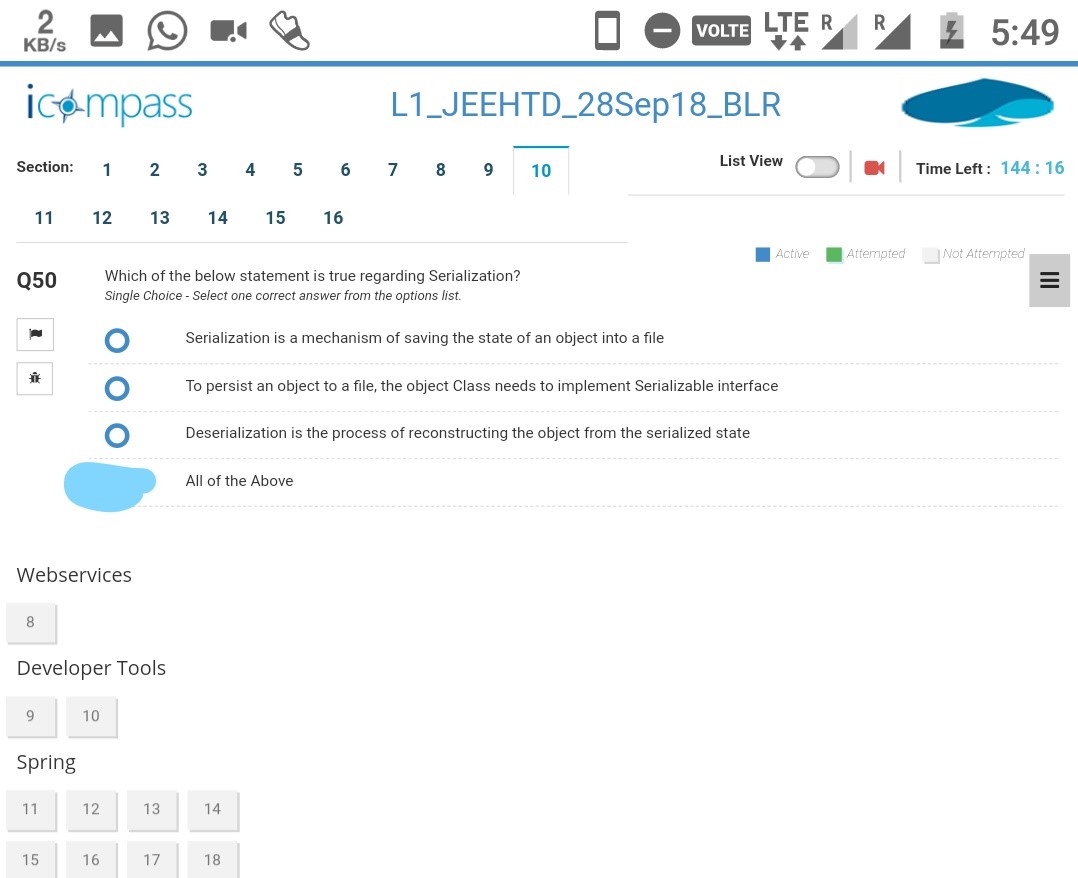 2
KB/s
VOLTE
LTE
R
R
5:49
icompass
L1_JEEHTD_28Sep18_BLR
Section: 1 2 3 4 5 6 7 8 9 10
List View
Time Left : 144 : 16
11 12 13 14 15 16
Active Attempted Not Attempted
Q50
Which of the below statement is true regarding Serialization?
Single Choice - Select one correct answer from the options list.
Serialization is a mechanism of saving the state of an object into a file
To persist an object to a file, the object Class needs to implement Serializable interface
Deserialization is the process of reconstructing the object from the serialized state
All of the Above
Webservices
8
Developer Tools
9 10
Spring
11 12 13 14
15 16 17 18